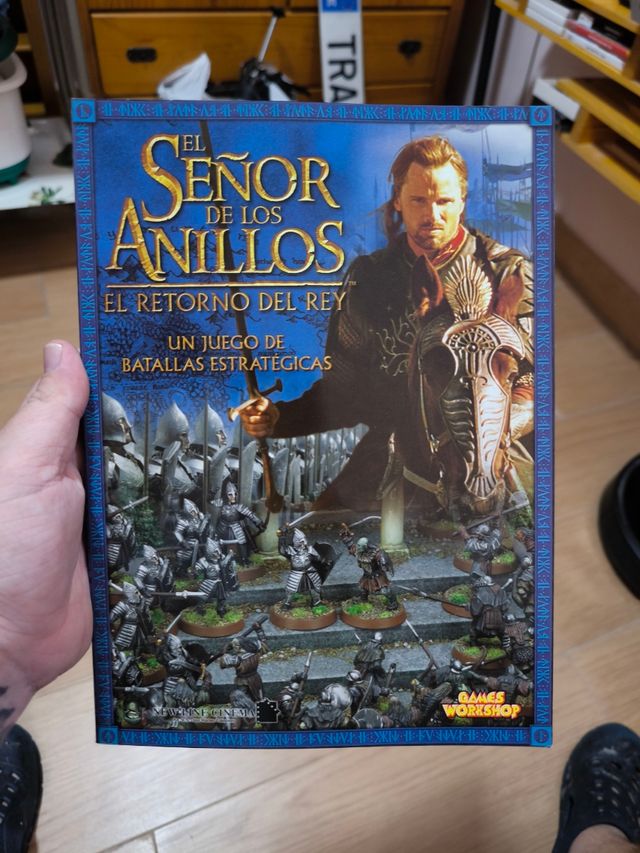 TRA
EL
SEÑOR
DE LOS
ANILLOS
EL RETORNO DEL REY™
UN JUEGO DE
BATALLAS ESTRATÉGICAS
NEW LINE CINEMA
GAMES
WORKSHOP